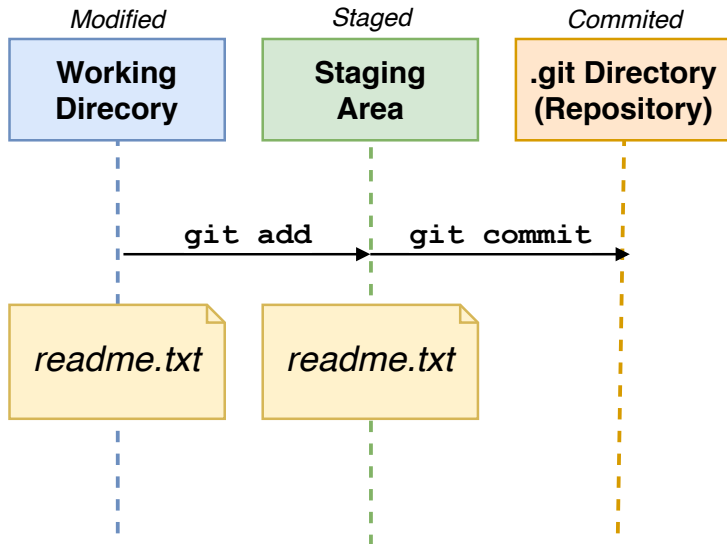 Modified
Staged
Commited
Working
Direcory
Staging
Area
.git Directory
(Repository)
git add
git commit
readme.txt
readme.txt